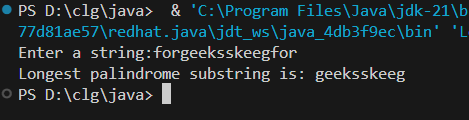 PS D:\clg\java>  & 'C:\Program Files\Java\jdk-21\b
77d81ae57\redhat.java\jdt_ws\java_4db3f9ec\bin' 'L
Enter a string:forgeeksskeegfor
Longest palindrome substring is: geeksskeeg
PS D:\clg\java>